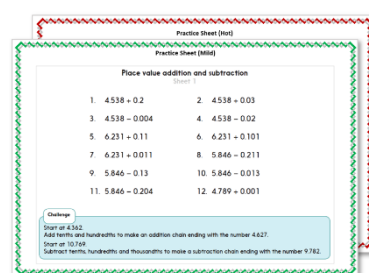 Practice Sheet (Hot)
Practice Sheet (Mild)
Place value addition and subtraction
Sheet 1
1. 4.538 + 0.2 2. 4.538 + 0.03
3. 4.538 – 0.004 4. 4.538 – 0.02
5. 6.231 + 0.11 6. 6.231 + 0.101
7. 6.231 + 0.011 8. 5.846 – 0.211
9. 5.846 – 0.13 10. 5.846 – 0.013
11. 5.846 – 0.204 12. 4.789 + 0.001
Challenge
Start at 4.362.
Add tenths and hundredths to make an addition chain ending with the number 4.627.
Start at 10.769.
Subtract tenths, hundredths and thousandths to make a subtraction chain ending with the number 9.782.